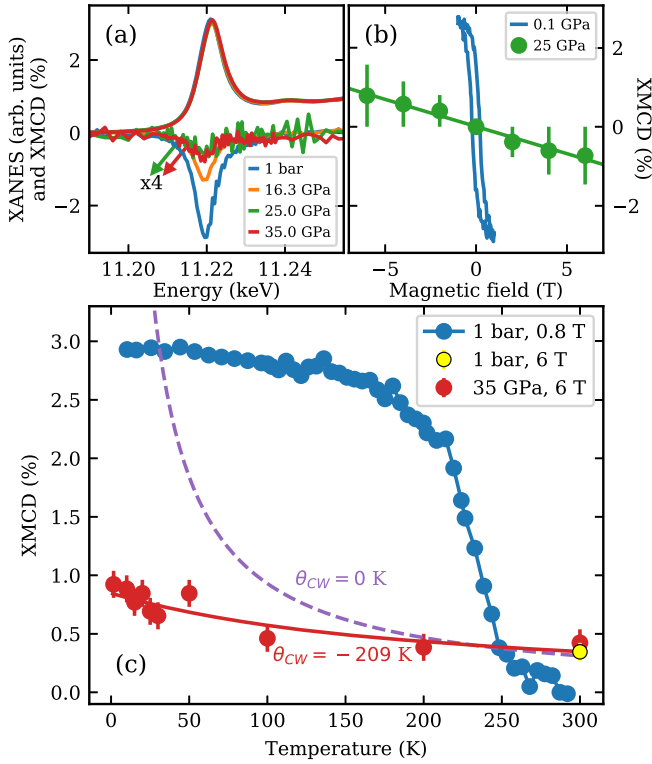 (a)
XANES (arb. units)
and XMCD (%)
2
0
−2
x4
1 bar
16.3 GPa
25.0 GPa
35.0 GPa
11.20
11.22
11.24
Energy (keV)
(b)
0.1 GPa
25 GPa
2
0
−2
XMCD (%)
−5
0
5
Magnetic field (T)
3.0
2.5
2.0
1.5
1.0
0.5
0.0
XMCD (%)
1 bar, 0.8 T
1 bar, 6 T
35 GPa, 6 T
θCW = 0 K
θCW = −209 K
(c)
0
50
100
150
200
250
300
Temperature (K)